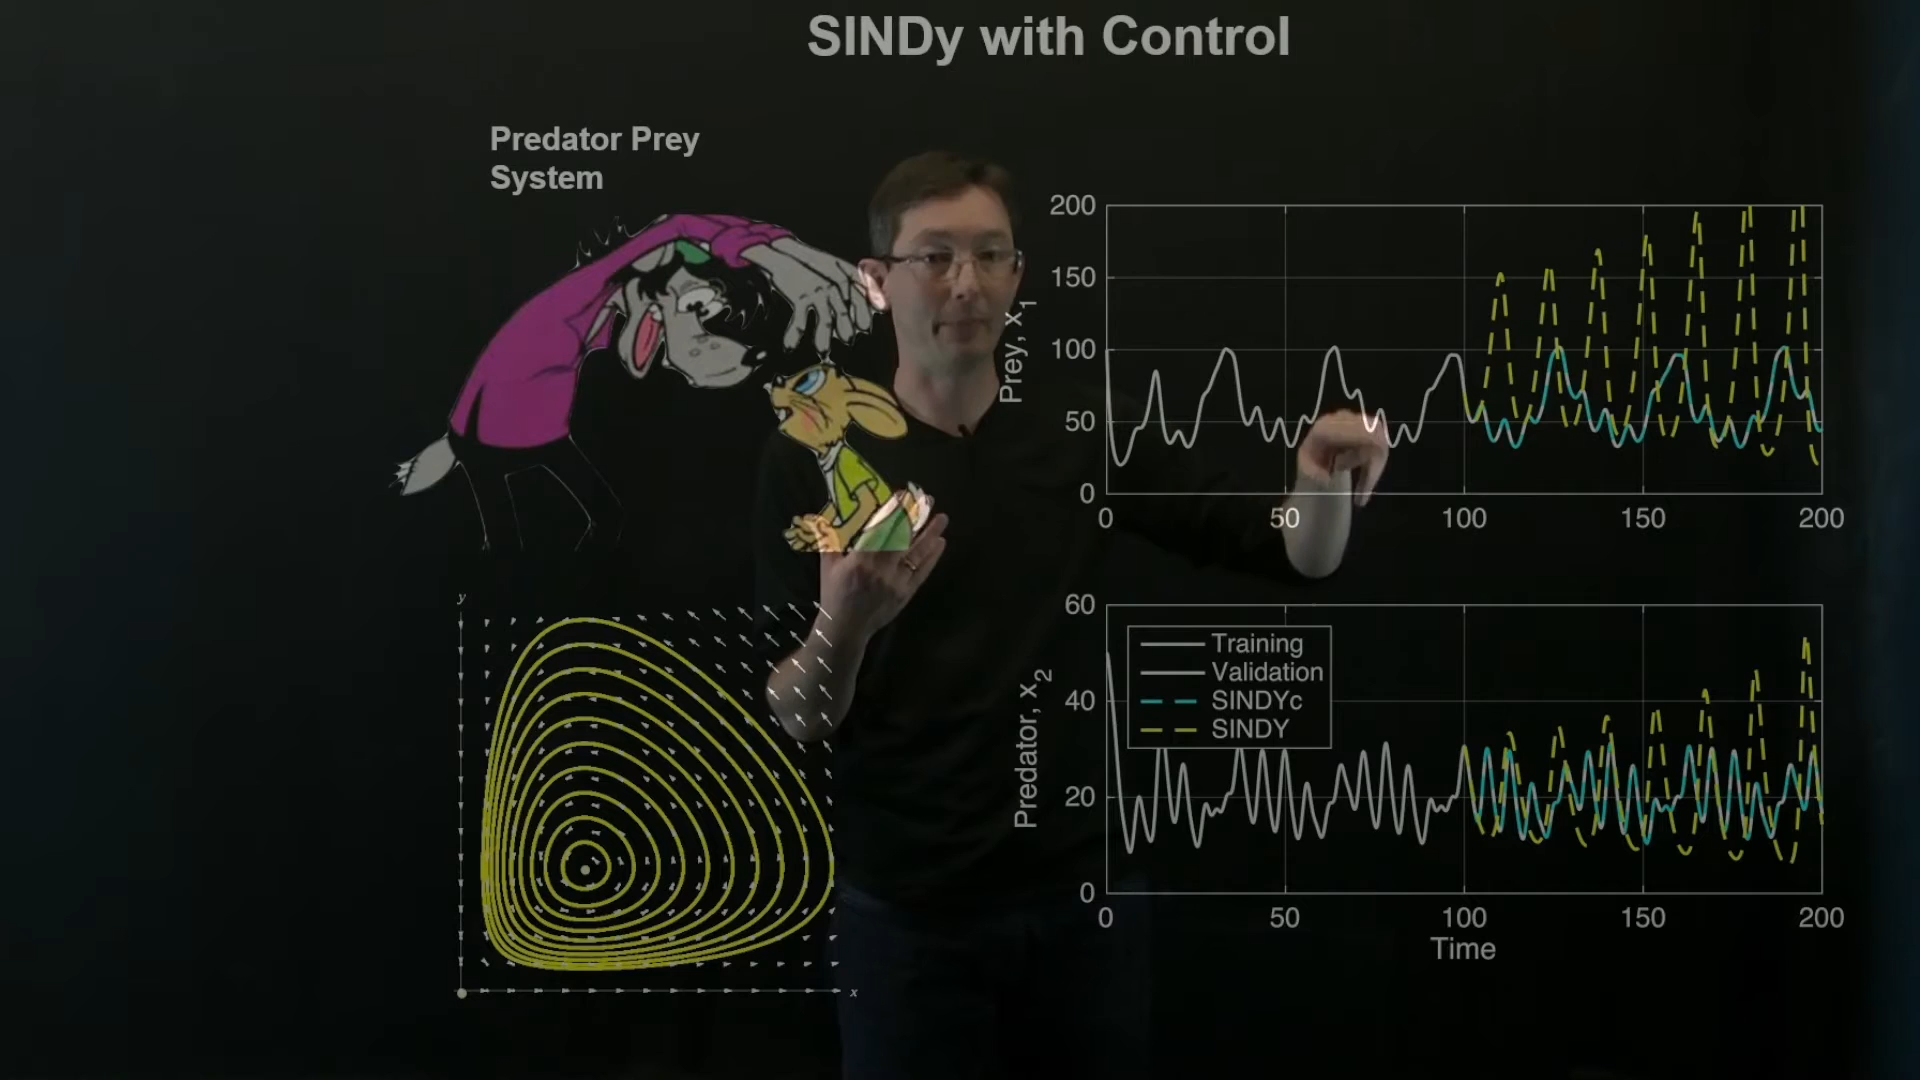 SINDy with Control
Predator Prey
System
y
x
Prey, x1
200
150
100
50
0
0 50 100 150 200
Predator, x2
60
40
20
0
Training
Validation
SINDYc
SINDY
0 50 100 150 200
Time